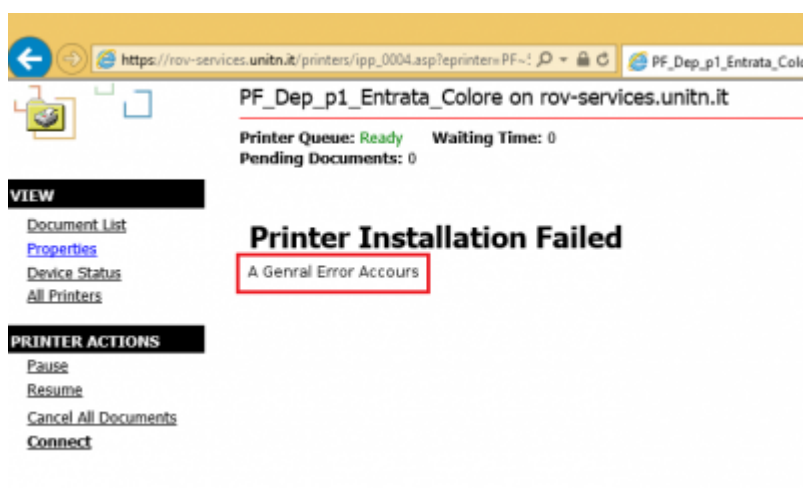 https://rov-services.unitn.it/printers/ipp_0004.asp?eprinter=PF~:
PF_Dep_p1_Entrata_Colo
PF_Dep_p1_Entrata_Colore on rov-services.unitn.it
Printer Queue: Ready Waiting Time: 0
Pending Documents: 0
VIEW
Document List
Properties
Device Status
All Printers
Printer Installation Failed
A Genral Error Accours
PRINTER ACTIONS
Pause
Resume
Cancel All Documents
Connect